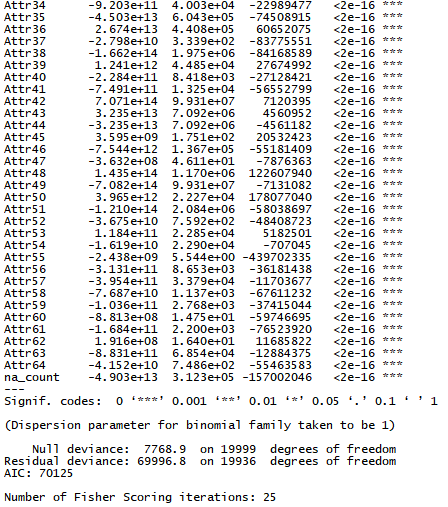 Attr34 -9.203e+11 4.003e+04 -22989477 <2e-16 ***
Attr35 -4.503e+13 6.043e+05 -74508915 <2e-16 ***
Attr36 2.674e+13 4.408e+05 60652075 <2e-16 ***
Attr37 -2.798e+10 3.339e+02 -83775551 <2e-16 ***
Attr38 -1.662e+14 1.975e+06 -84168589 <2e-16 ***
Attr39 1.241e+12 4.485e+04 27674992 <2e-16 ***
Attr40 -2.284e+11 8.418e+03 -27128421 <2e-16 ***
Attr41 -7.491e+11 1.325e+04 -56552799 <2e-16 ***
Attr42 7.071e+14 9.931e+07 7120395 <2e-16 ***
Attr43 3.235e+13 7.092e+06 4560952 <2e-16 ***
Attr44 -3.235e+13 7.092e+06 -4561182 <2e-16 ***
Attr45 3.595e+09 1.751e+02 20532423 <2e-16 ***
Attr46 -7.544e+12 1.367e+05 -55181409 <2e-16 ***
Attr47 -3.632e+08 4.611e+01 -7876363 <2e-16 ***
Attr48 1.435e+14 1.170e+06 122607940 <2e-16 ***
Attr49 -7.082e+14 9.931e+07 -7131082 <2e-16 ***
Attr50 3.965e+12 2.227e+04 178077040 <2e-16 ***
Attr51 -1.210e+14 2.084e+06 -58038697 <2e-16 ***
Attr52 -3.675e+10 7.592e+02 -48408723 <2e-16 ***
Attr53 1.184e+11 2.285e+04 5182501 <2e-16 ***
Attr54 -1.619e+10 2.290e+04 -707045 <2e-16 ***
Attr55 -2.438e+09 5.544e+00 -439702335 <2e-16 ***
Attr56 -3.131e+11 8.653e+03 -36181438 <2e-16 ***
Attr57 -3.954e+11 3.379e+04 -11703677 <2e-16 ***
Attr58 -7.687e+10 1.137e+03 -67611232 <2e-16 ***
Attr59 -1.036e+11 2.768e+03 -37415044 <2e-16 ***
Attr60 -8.813e+08 1.475e+01 -59746695 <2e-16 ***
Attr61 -1.684e+11 2.200e+03 -76523920 <2e-16 ***
Attr62 1.916e+08 1.640e+01 11685822 <2e-16 ***
Attr63 -8.831e+11 6.854e+04 -12884375 <2e-16 ***
Attr64 -4.152e+10 7.486e+02 -55463583 <2e-16 ***
na_count -4.903e+13 3.123e+05 -157002046 <2e-16 ***
---
Signif. codes: 0 ‘***’ 0.001 ‘**’ 0.01 ‘*’ 0.05 ‘.’ 0.1 ‘ ’ 1
(Dispersion parameter for binomial family taken to be 1)
Null deviance: 7768.9 on 19999 degrees of freedom
Residual deviance: 69996.8 on 19936 degrees of freedom
AIC: 70125
Number of Fisher Scoring iterations: 25